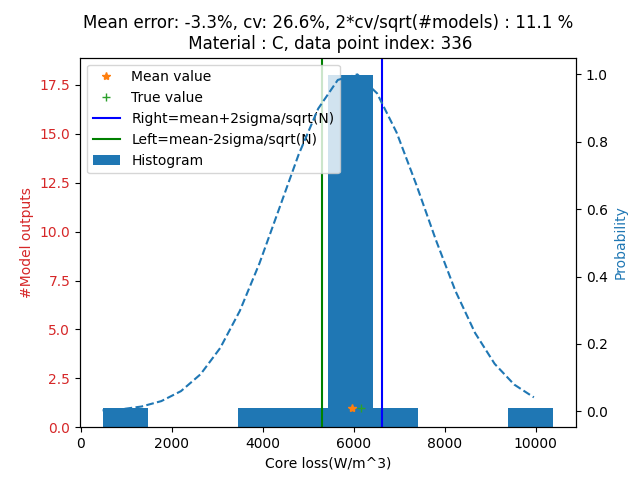 Mean error: -3.3%, cv: 26.6%, 2*cv/sqrt(#models) : 11.1 %
Material : C, data point index: 336
Mean value
True value
Right=mean+2sigma/sqrt(N)
Left=mean-2sigma/sqrt(N)
Histogram
#Model outputs
17.5
15.0
12.5
10.0
7.5
5.0
2.5
0.0
1.0
0.8
0.6
0.4
0.2
0.0
Probability
0
2000
4000
6000
8000
10000
Core loss(W/m^3)